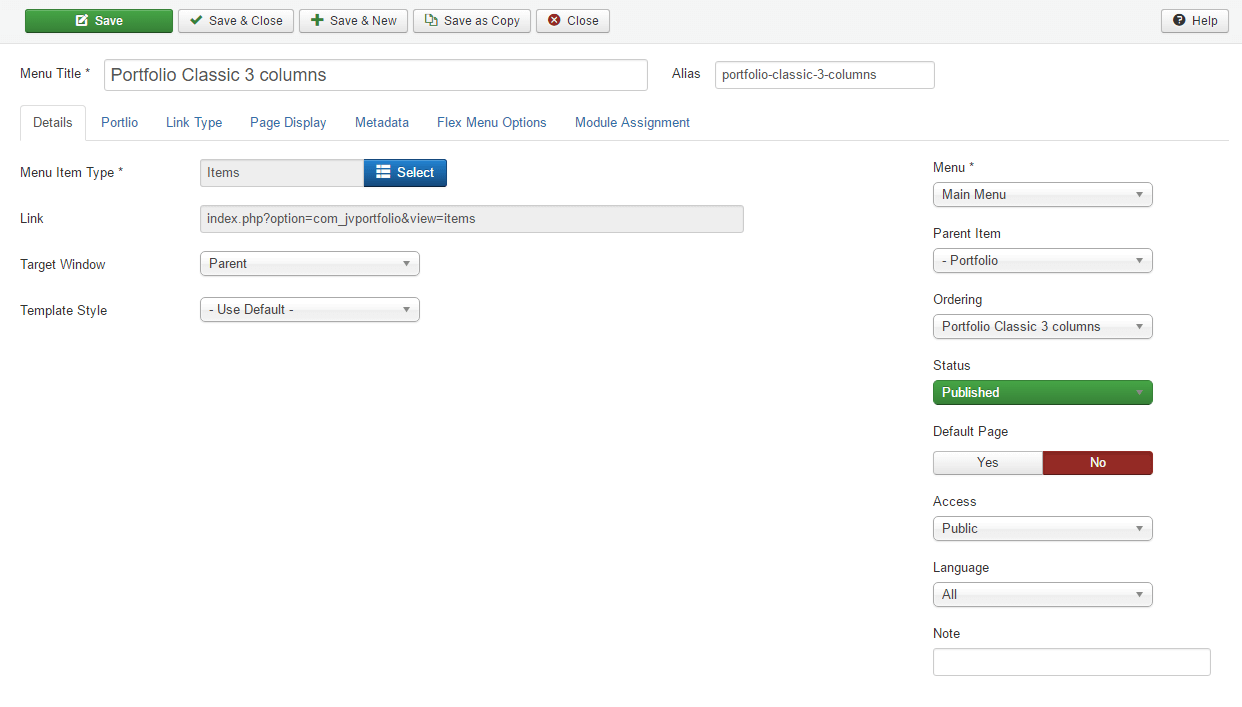 Save
Save & Close
Save & New
Save as Copy
Close
Help
Menu Title *
Portfolio Classic 3 columns
Alias
portfolio-classic-3-columns
Details
Portlio
Link Type
Page Display
Metadata
Flex Menu Options
Module Assignment
Menu Item Type *
Items
Select
Link
index.php?option=com_jvportfolio&view=items
Target Window
Parent
Template Style
- Use Default -
Menu *
Main Menu
Parent Item
- Portfolio
Ordering
Portfolio Classic 3 columns
Status
Published
Default Page
Yes
No
Access
Public
Language
All
Note